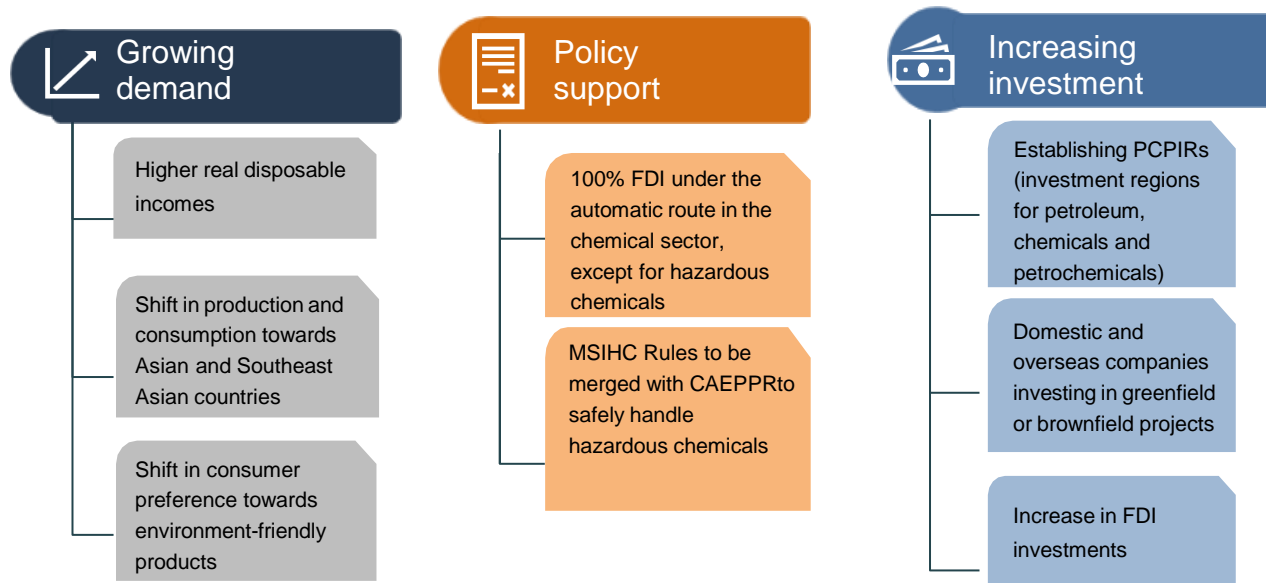 Growing
demand
Higher real disposable
incomes
Shift in production and
consumption towards
Asian and Southeast
Asian countries
Shift in consumer
preference towards
environment-friendly
products
Policy
support
100% FDI under the
automatic route in the
chemical sector,
except for hazardous
chemicals
MSIHC Rules to be
merged with CAEPPRto
safely handle
hazardous chemicals
Increasing
investment
Establishing PCPIRs
(investment regions
for petroleum,
chemicals and
petrochemicals)
Domestic and
overseas companies
investing in greenfield
or brownfield projects
Increase in FDI
investments